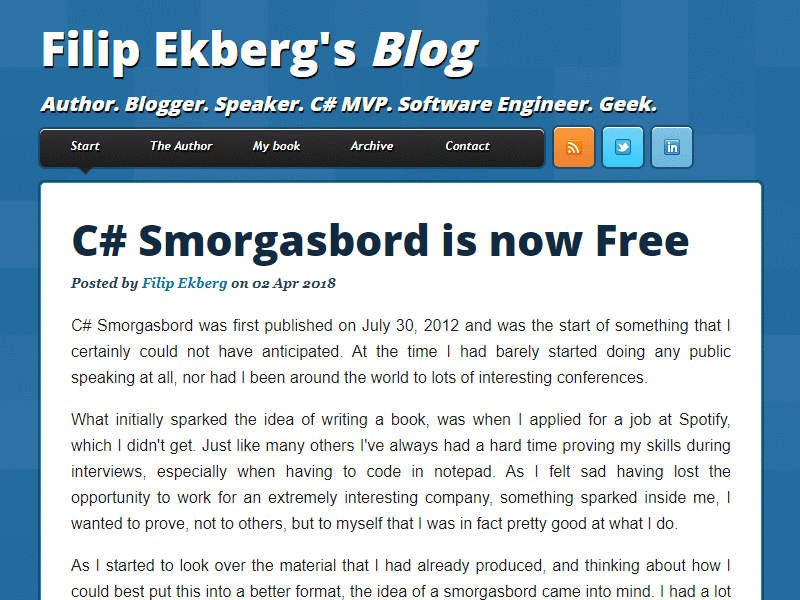 Filip Ekberg's Blog
Author. Blogger. Speaker. C# MVP. Software Engineer. Geek.
Start The Author My book Archive Contact
in
C# Smorgasbord is now Free
Posted by Filip Ekberg on 02 Apr 2018
C# Smorgasbord was first published on July 30, 2012 and was the start of something that I
certainly could not have anticipated. At the time I had barely started doing any public
speaking at all, nor had I been around the world to lots of interesting conferences.
What initially sparked the idea of writing a book, was when I applied for a job at Spotify,
which I didn't get. Just like many others I've always had a hard time proving my skills during
interviews, especially when having to code in notepad. As I felt sad having lost the
opportunity to work for an extremely interesting company, something sparked inside me, I
wanted to prove, not to others, but to myself that I was in fact pretty good at what I do.
As I started to look over the material that I had already produced, and thinking about how I
could best put this into a better format, the idea of a smorgasbord came into mind. I had a lot